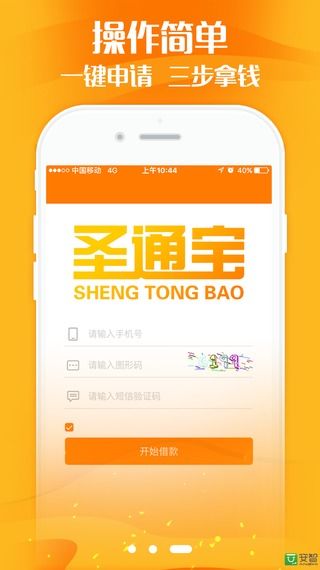 操作简单
一键申请 三步拿钱
中国移动 4G 上午10:44 40%
圣通宝
SHENG TONG BAO
请输入手机号
请输入图形码
请输入短信验证码
开始借款
安智